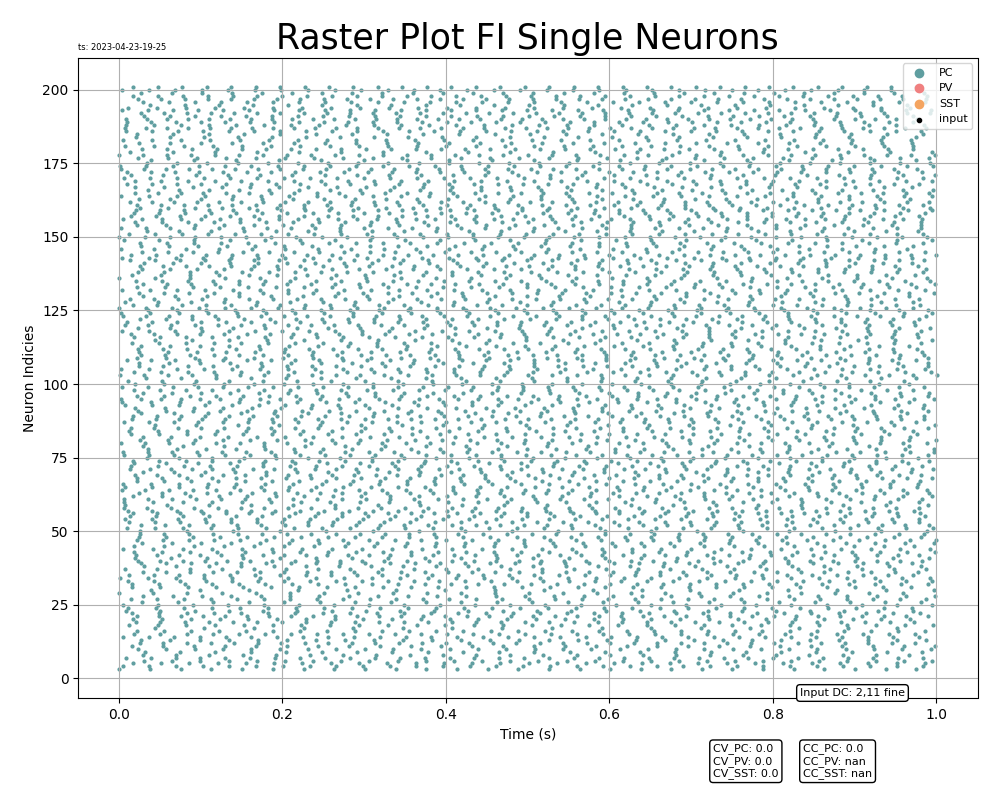 Raster Plot FI Single Neurons
ts: 2023-04-23-19-25
PC
PV
SST
input
200
175
150
125
100
75
50
25
0
Neuron Indicies
Input DC: 2,11 fine
0.0 0.2 0.4 0.6 0.8 1.0
Time (s)
CV_PC: 0.0
CV_PV: 0.0
CV_SST: 0.0
CC_PC: 0.0
CC_PV: nan
CC_SST: nan